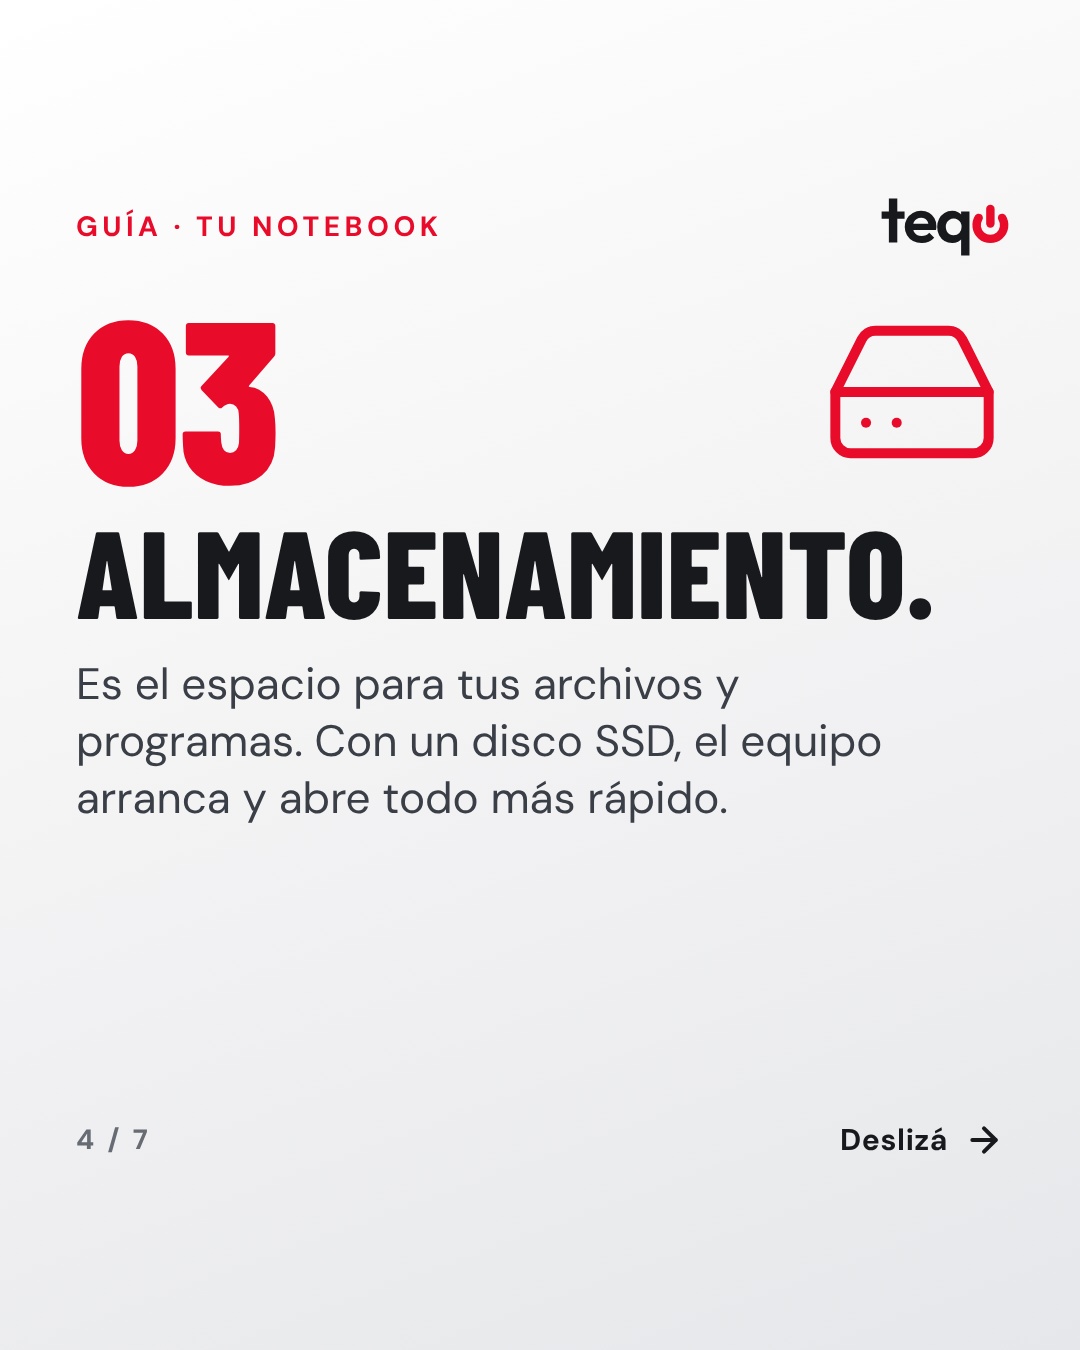 GUÍA · TU NOTEBOOK
teqo
03
ALMACENAMIENTO.
Es el espacio para tus archivos y
programas. Con un disco SSD, el equipo
arranca y abre todo más rápido.
4 / 7
Deslizá →